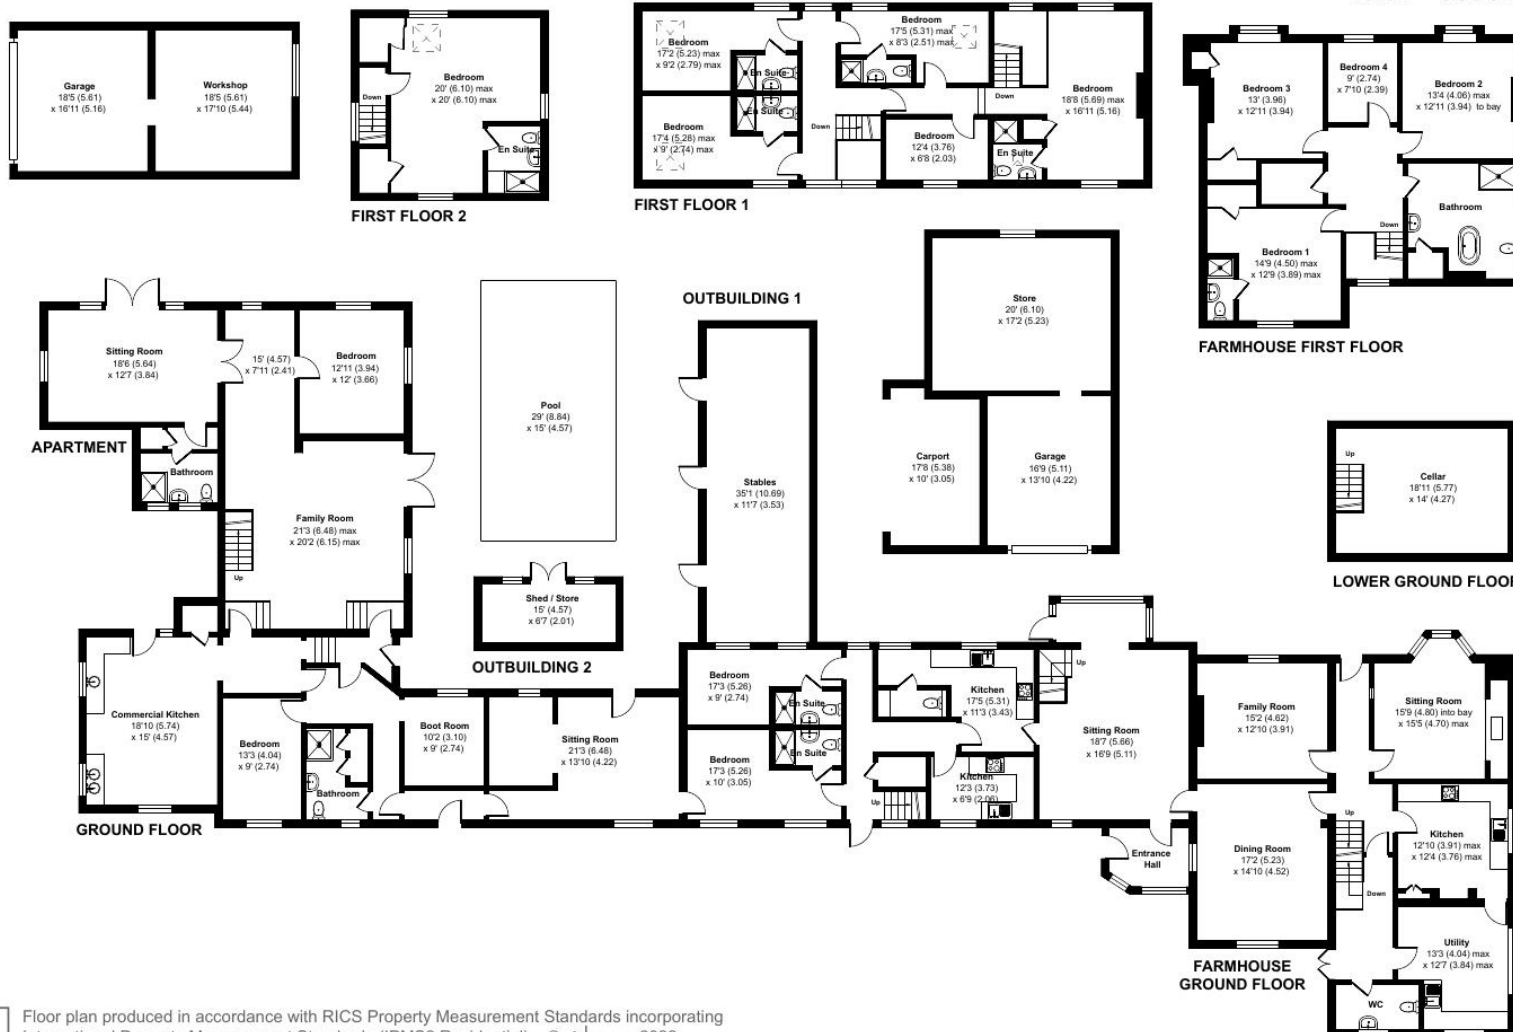 Garage
18'5 (5.61)
x 16'11 (5.16)
Workshop
18'5 (5.61)
x 17'10 (5.44)
Down
Bedroom
20' (6.10) max
x 20' (6.10) max
En Suite
FIRST FLOOR 2
Bedroom
17'2 (5.23) max
x 9'2 (2.79) max
En Suite
En Suite
Bedroom
17'4 (5.28) max
x 9' (2.74) max
Bedroom
17'5 (5.31) max
x 8'3 (2.51) max
Down
Down
Bedroom
12'4 (3.76)
x 6'8 (2.03)
Bedroom
18'8 (5.69) max
x 16'11 (5.16)
En Suite
FIRST FLOOR 1
Bedroom 3
13' (3.96)
x 12'11 (3.94)
Bedroom 4
9' (2.74)
x 7'10 (2.39)
Bedroom 2
13'4 (4.06) max
x 12'11 (3.94) to bay
Bathroom
Down
Bedroom 1
14'9 (4.50) max
x 12'9 (3.89) max
FARMHOUSE FIRST FLOOR
Sitting Room
18'6 (5.64)
x 12'7 (3.84)
15' (4.57)
x 7'11 (2.41)
Bedroom
12'11 (3.94)
x 12' (3.66)
APARTMENT
Bathroom
Family Room
21'3 (6.48) max
x 20'2 (6.15) max
Up
Pool
29' (8.84)
x 15' (4.57)
Shed / Store
15' (4.57)
x 6'7 (2.01)
OUTBUILDING 2
OUTBUILDING 1
Stables
35'1 (10.69)
x 11'7 (3.53)
Store
20' (6.10)
x 17'2 (5.23)
Carport
17'8 (5.38)
x 10' (3.05)
Garage
16'9 (5.11)
x 13'10 (4.22)
Up
Cellar
18'11 (5.77)
x 14' (4.27)
LOWER GROUND FLOOR
Commercial Kitchen
18'10 (5.74)
x 15' (4.57)
GROUND FLOOR
Bedroom
13'3 (4.04)
x 9' (2.74)
Bathroom
Boot Room
10'2 (3.10)
x 9' (2.74)
Sitting Room
21'3 (6.48)
x 13'10 (4.22)
Bedroom
17'3 (5.26)
x 9' (2.74)
En Suite
En Suite
Bedroom
17'3 (5.26)
x 10' (3.05)
Kitchen
17'5 (5.31)
x 11'3 (3.43)
Kitchen
12'3 (3.73)
x 6'9 (2.06)
Up
Up
Sitting Room
18'7 (5.66)
x 16'9 (5.11)
Entrance
Hall
Family Room
15'2 (4.62)
x 12'10 (3.91)
Sitting Room
15'9 (4.80) into bay
x 15'5 (4.70) max
Dining Room
17'2 (5.23)
x 14'10 (4.52)
Up
Down
Kitchen
12'10 (3.91) max
x 12'4 (3.76) max
Utility
13'3 (4.04) max
x 12'7 (3.84) max
WC
FARMHOUSE
GROUND FLOOR
Floor plan produced in accordance with RICS Property Measurement Standards incorporating